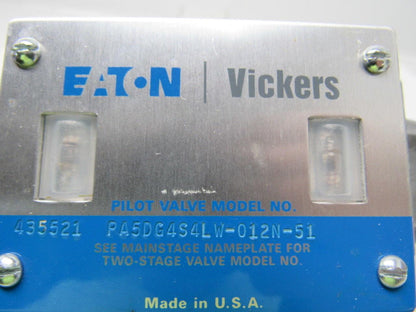 EATON | Vickers
PILOT VALVE MODEL NO.
435521 PA5DG4S4LW-012N-51
SEE MAINSTAGE NAMEPLATE FOR
TWO-STAGE VALVE MODEL NO.
Made in U.S.A.